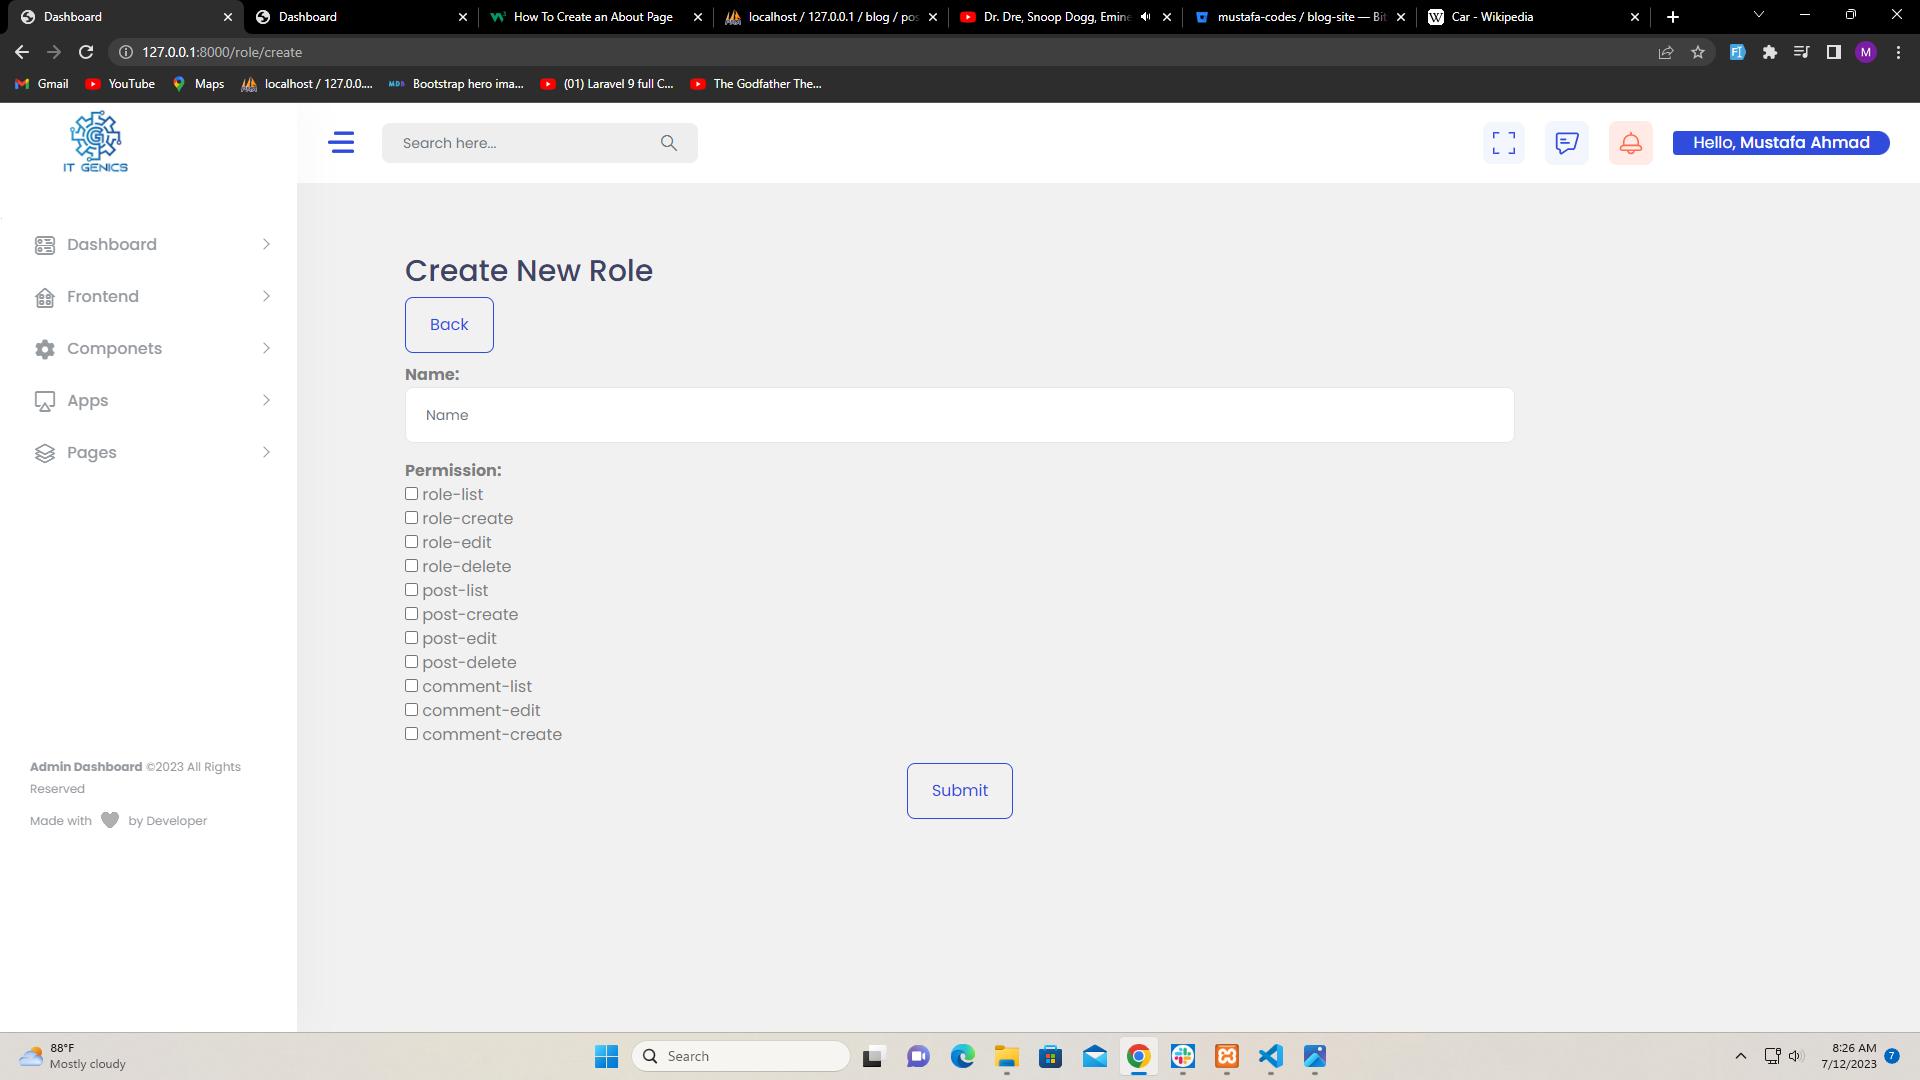 Dashboard
Dashboard
How To Create an About Page
localhost / 127.0.0.1 / blog / pos
Dr. Dre, Snoop Dogg, Emine
mustafa-codes / blog-site — Bit
Car - Wikipedia
127.0.0.1:8000/role/create
M
Gmail
YouTube
Maps
localhost / 127.0.0....
Bootstrap hero ima...
(01) Laravel 9 full C...
The Godfather The...
IT GENICS
Search here...
Hello, Mustafa Ahmad
Dashboard
Frontend
Componets
Apps
Pages
Admin Dashboard ©2023 All Rights
Reserved
Made with by Developer
Create New Role
Back
Name:
Name
Permission:
role-list
role-create
role-edit
role-delete
post-list
post-create
post-edit
post-delete
comment-list
comment-edit
comment-create
Submit
88°F
Mostly cloudy
Search
8:26 AM
7/12/2023
7